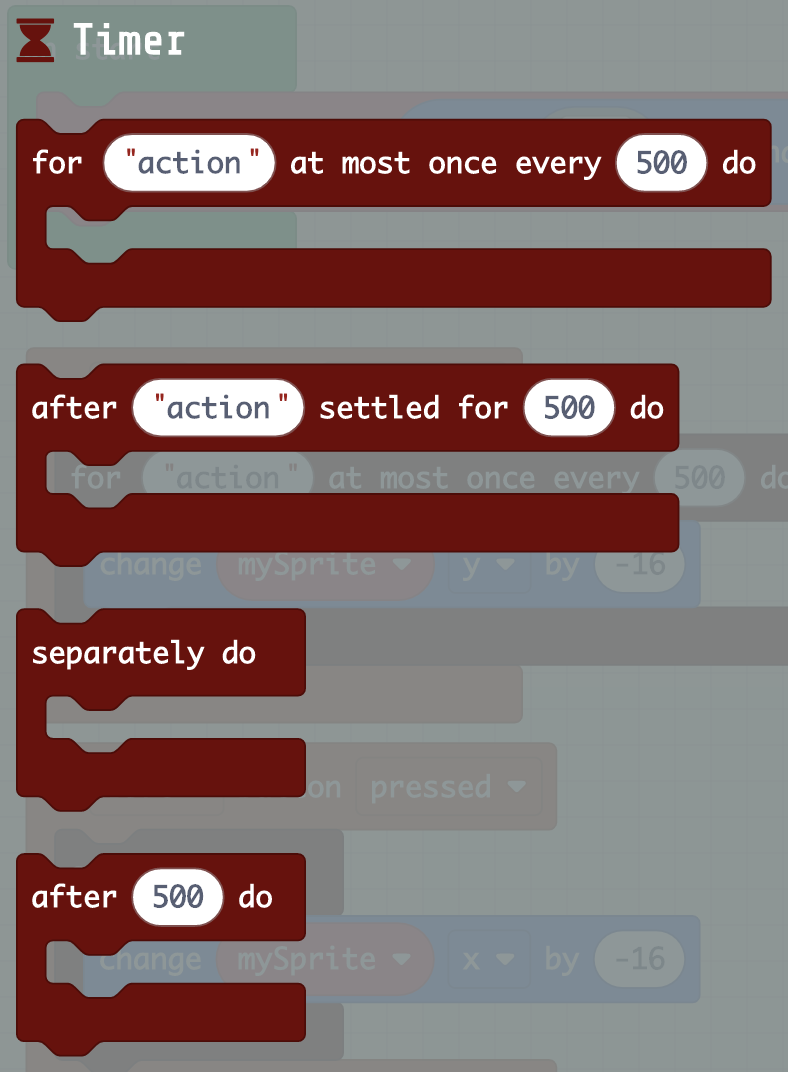 Timer
for "action" at most once every 500 do
after "action" settled for 500 do
for "action" at most once every 500 do
change mySprite y by -16
separately do
on pressed
after 500 do
change mySprite x by -16